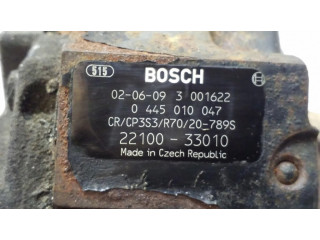 515
BOSCH
02-06-09 3 001622
0 445 010 047
CR/CP3S3/R70/20-789S
22100-33010
Made in Czech Republic